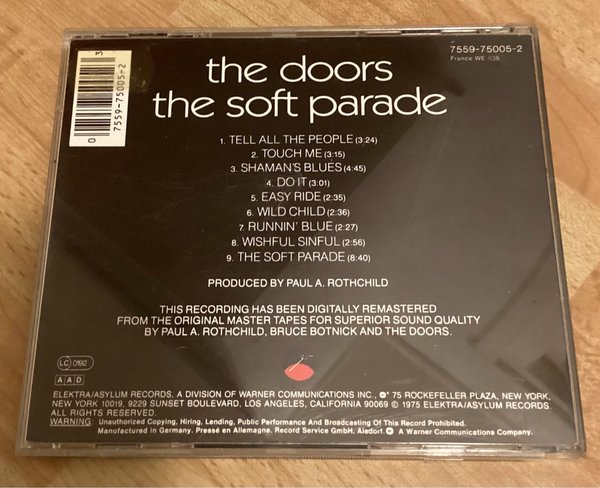 7559-75005-2
France WE 835
3
0 7559-75005-2
the doors
the soft parade
1. TELL ALL THE PEOPLE (3:24)
2. TOUCH ME (3:15)
3. SHAMAN'S BLUES (4:45)
4. DO IT (3:01)
5. EASY RIDE (2:35)
6. WILD CHILD (2:36)
7. RUNNIN' BLUE (2:27)
8. WISHFUL SINFUL (2:56)
9. THE SOFT PARADE (8:40)
PRODUCED BY PAUL A. ROTHCHILD
THIS RECORDING HAS BEEN DIGITALLY REMASTERED
FROM THE ORIGINAL MASTER TAPES FOR SUPERIOR SOUND QUALITY
BY PAUL A. ROTHCHILD, BRUCE BOTNICK AND THE DOORS.
LC 0192
AAD
ELEKTRA/ASYLUM RECORDS, A DIVISION OF WARNER COMMUNICATIONS INC., 75 ROCKEFELLER PLAZA, NEW YORK,
NEW YORK 10019, 9229 SUNSET BOULEVARD, LOS ANGELES, CALIFORNIA 90069 © 1975 ELEKTRA/ASYLUM RECORDS.
ALL RIGHTS RESERVED.
WARNING: Unauthorized Copying, Hiring, Lending, Public Performance And Broadcasting Of This Record Prohibited.
Manufactured in Germany. Pressé en Allemagne. Record Service GmbH, Alsdorf. A Warner Communications Company.